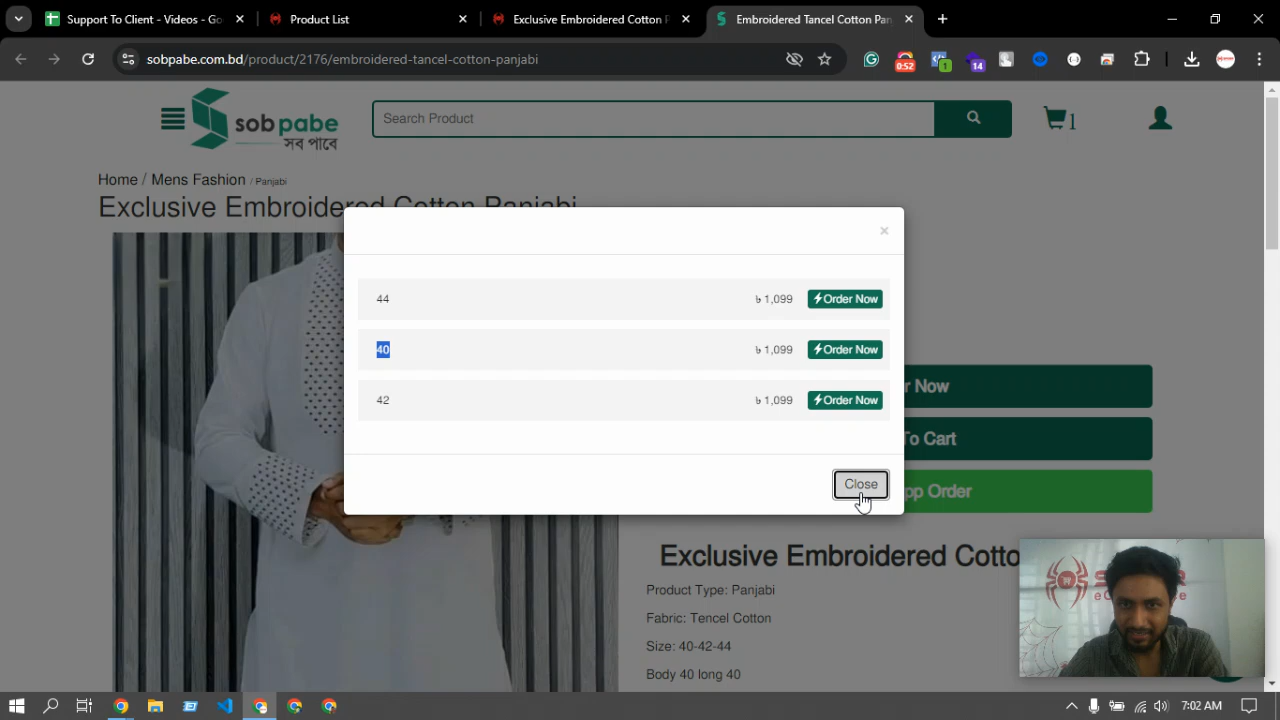 Support To Client - Videos - Go
Product List
Exclusive Embroidered Cotton P
Embroidered Tancel Cotton Pan
sobpabe.com.bd/product/2176/embroidered-tancel-cotton-panjabi
0:52
1
14
sobpabe
সব পাবে
Search Product
1
Home / Mens Fashion / Panjabi
Exclusive Embroidered Cotton Panjabi
×
44 ৳ 1,099 Order Now
40 ৳ 1,099 Order Now
42 ৳ 1,099 Order Now
Close
r Now
To Cart
pp Order
Exclusive Embroidered Cotto
Product Type: Panjabi
Fabric: Tencel Cotton
Size: 40-42-44
Body 40 long 40
7:02 AM